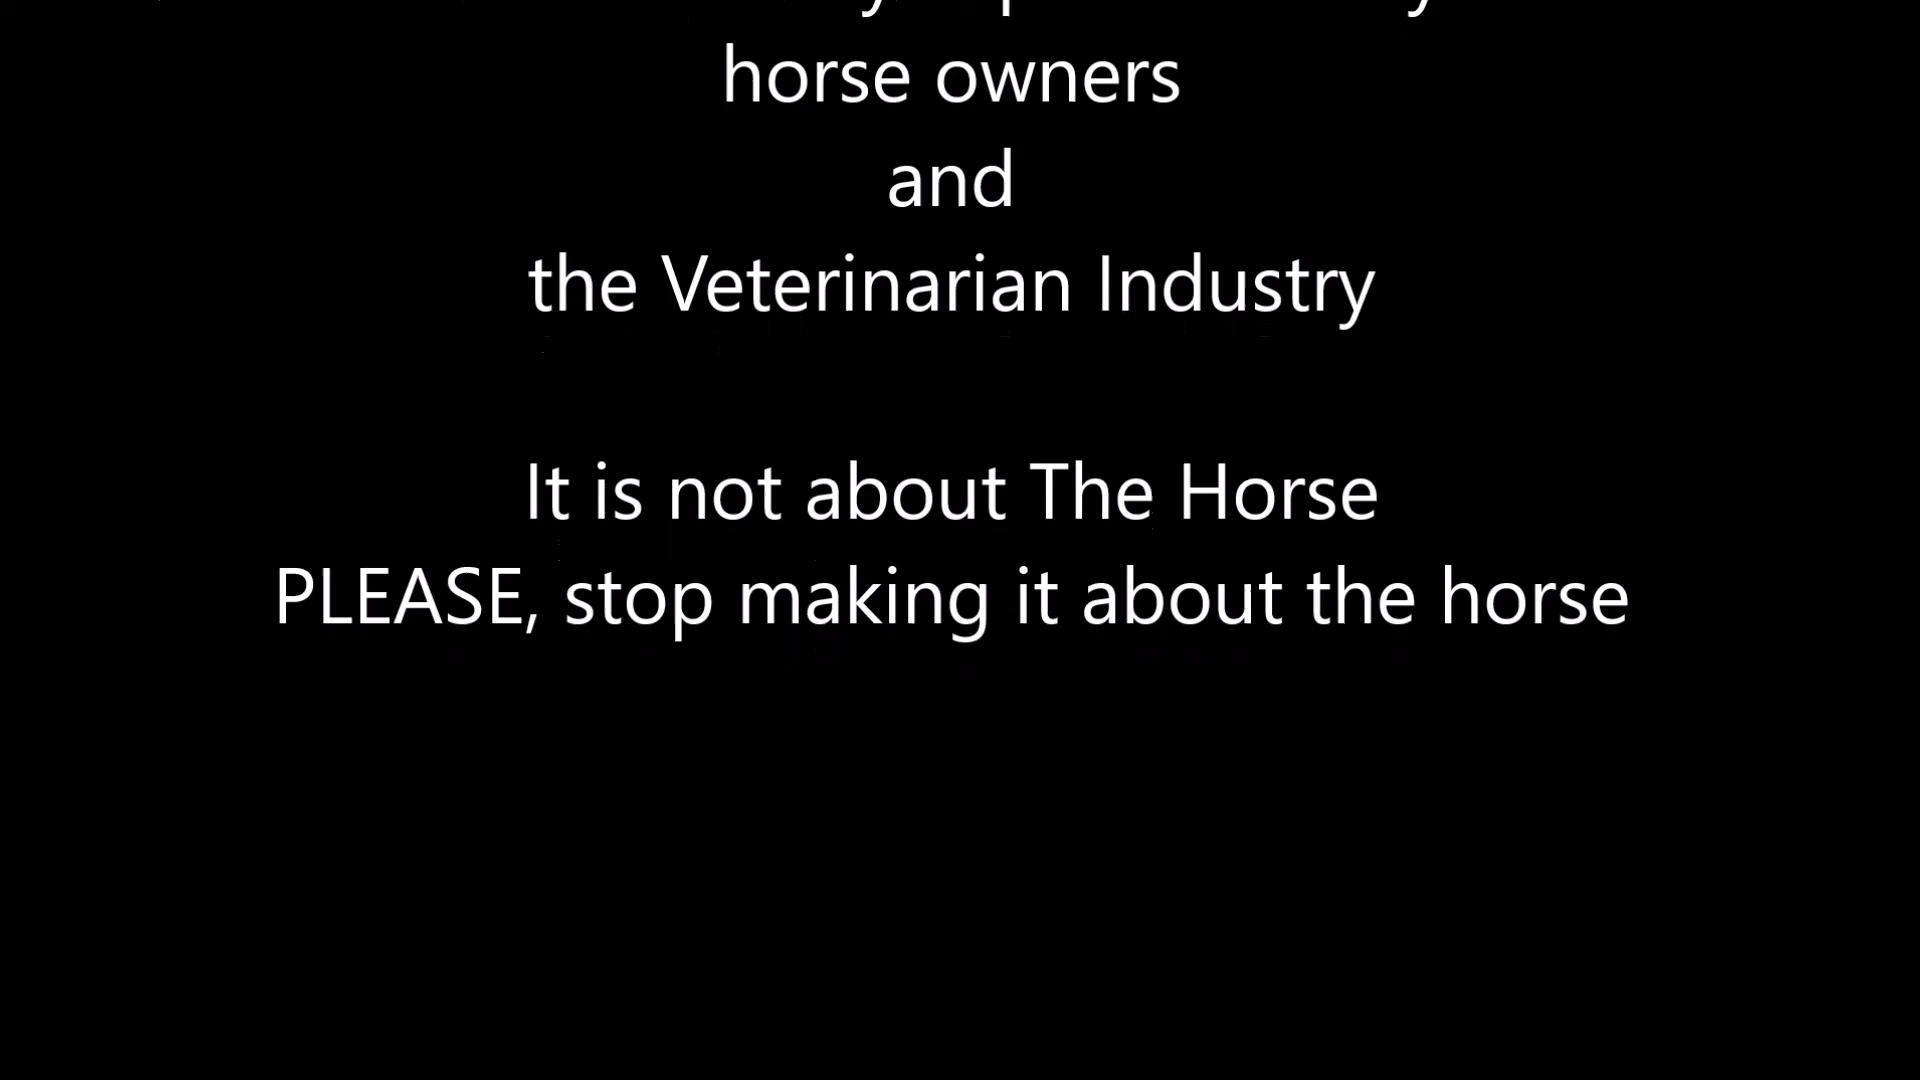 horse owners
and
the Veterinarian Industry
It is not about The Horse
PLEASE, stop making it about the horse